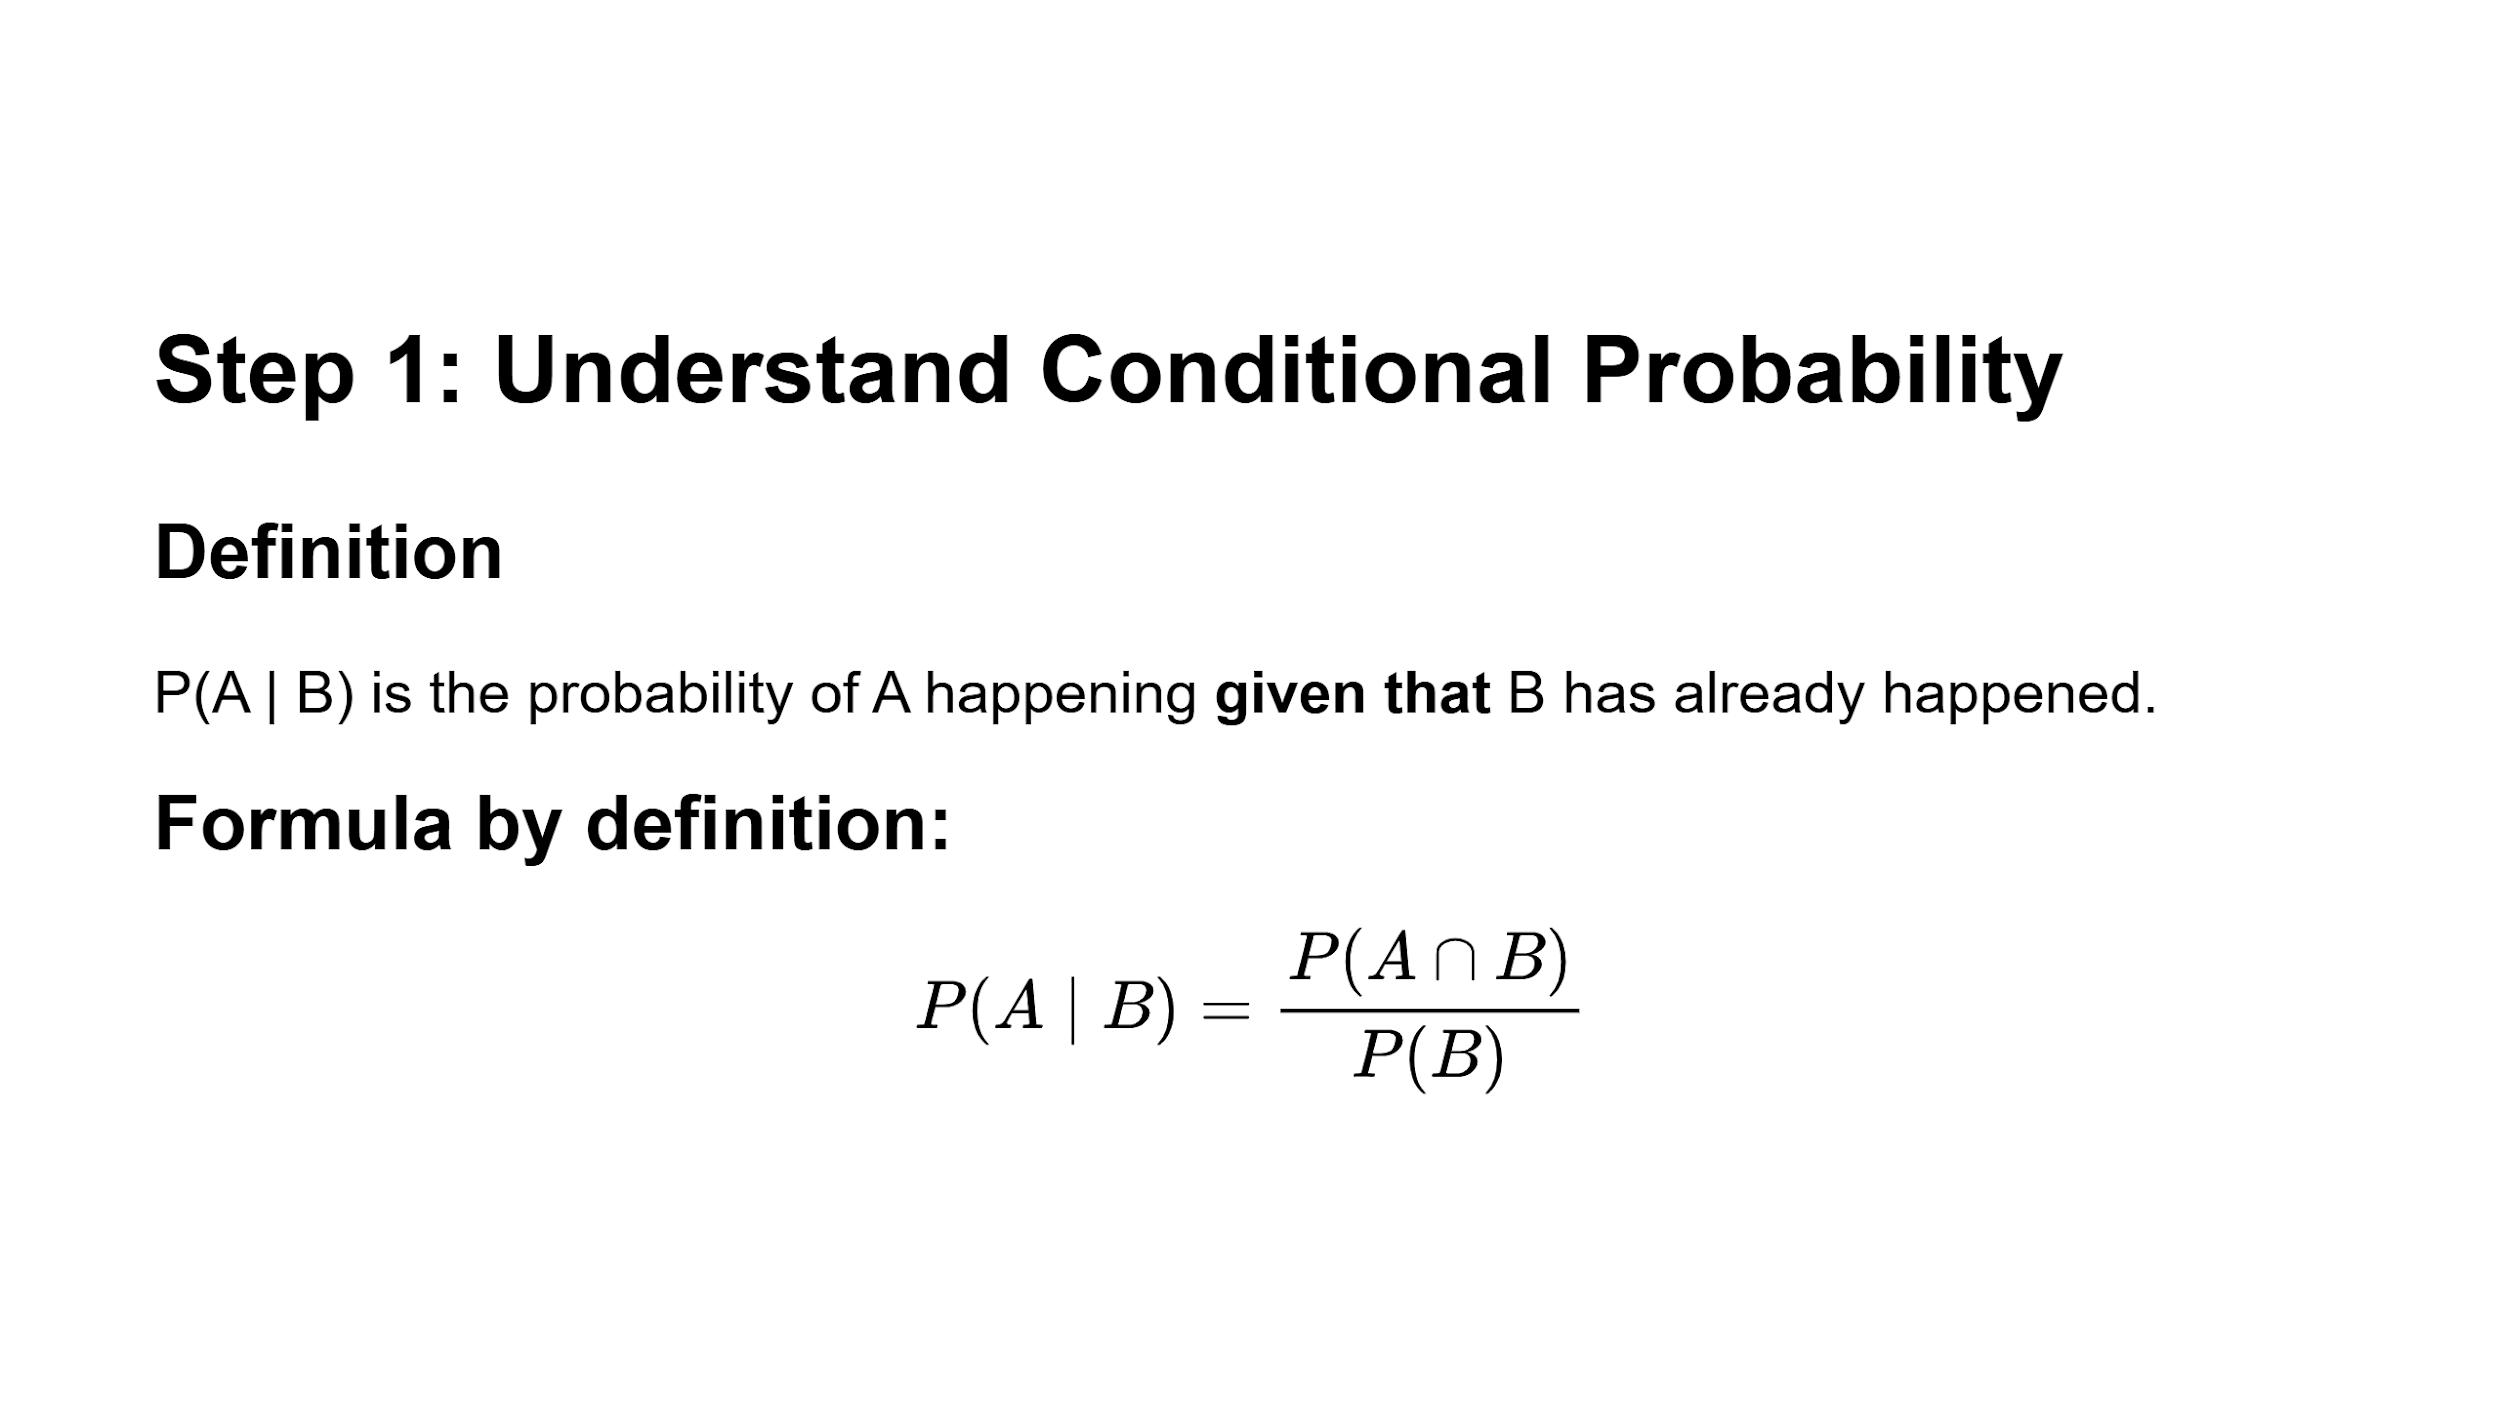 Step 1: Understand Conditional Probability
Definition
P(A | B) is the probability of A happening given that B has already happened.
Formula by definition:
P(A | B) = P(A ∩ B) / P(B)